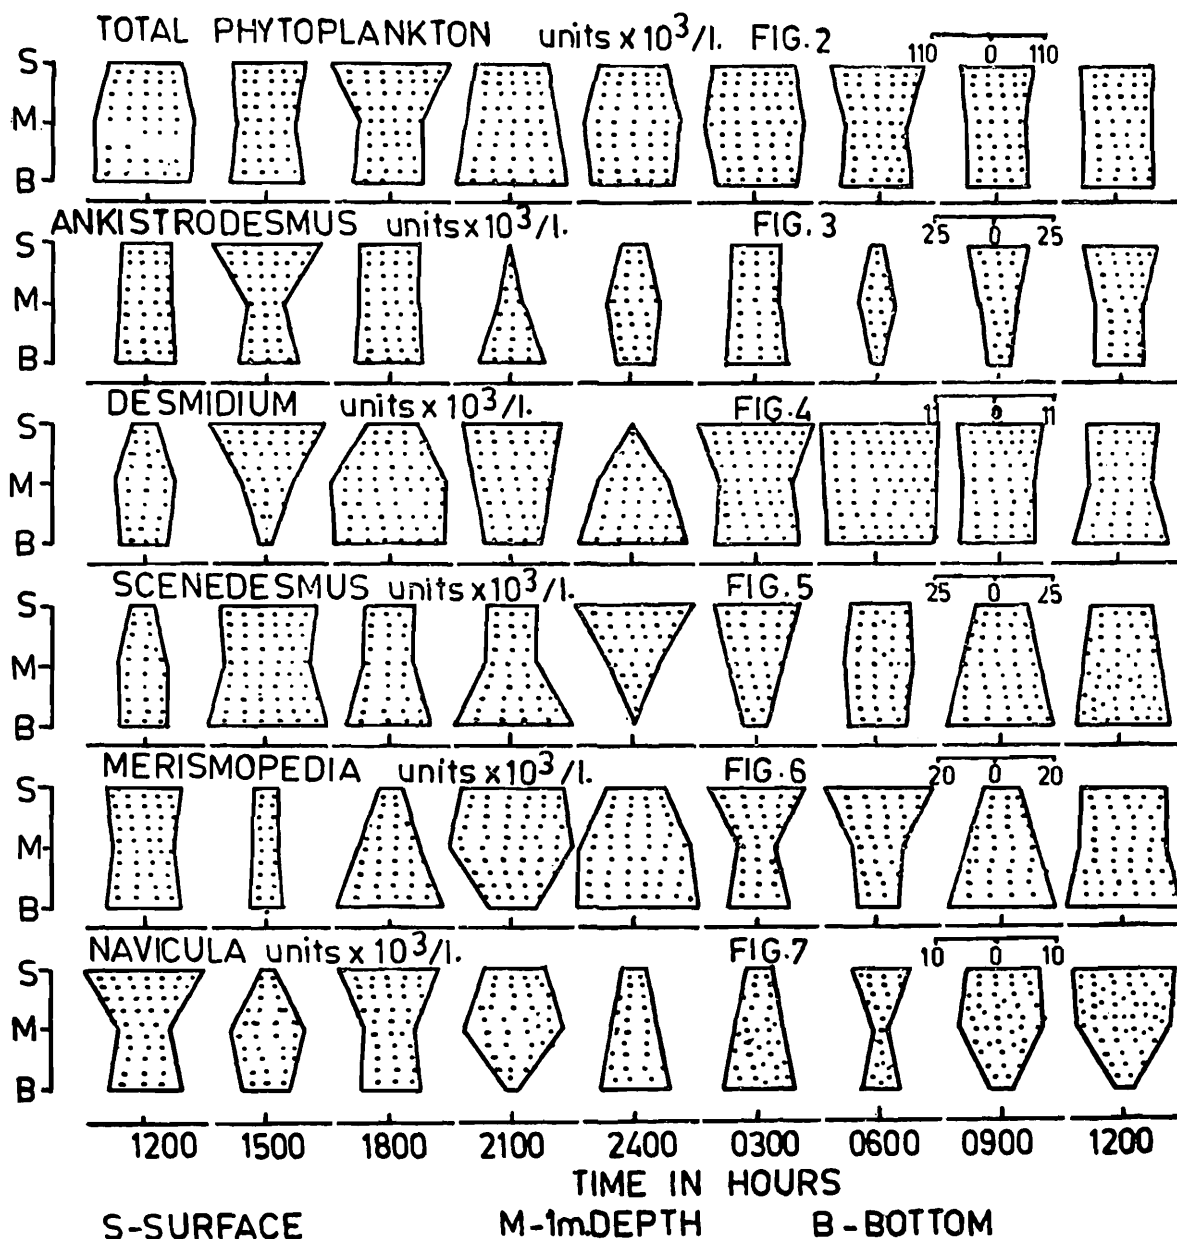 TOTAL PHYTOPLANKTON units x 10³/l. FIG. 2 110 0 110
S
M
B
ANKISTRODESMUS units x 10³/l. FIG. 3 25 0 25
S
M
B
DESMIDIUM units x 10³/l. FIG. 4 11 0 11
S
M
B
SCENEDESMUS units x 10³/l. FIG. 5 25 0 25
S
M
B
MERISMOPEDIA units x 10³/l. FIG. 6 20 0 20
S
M
B
NAVICULA units x 10³/l. FIG. 7 10 0 10
S
M
B
1200 1500 1800 2100 2400 0300 0600 0900 1200
TIME IN HOURS
S-SURFACE M-1m.DEPTH B-BOTTOM